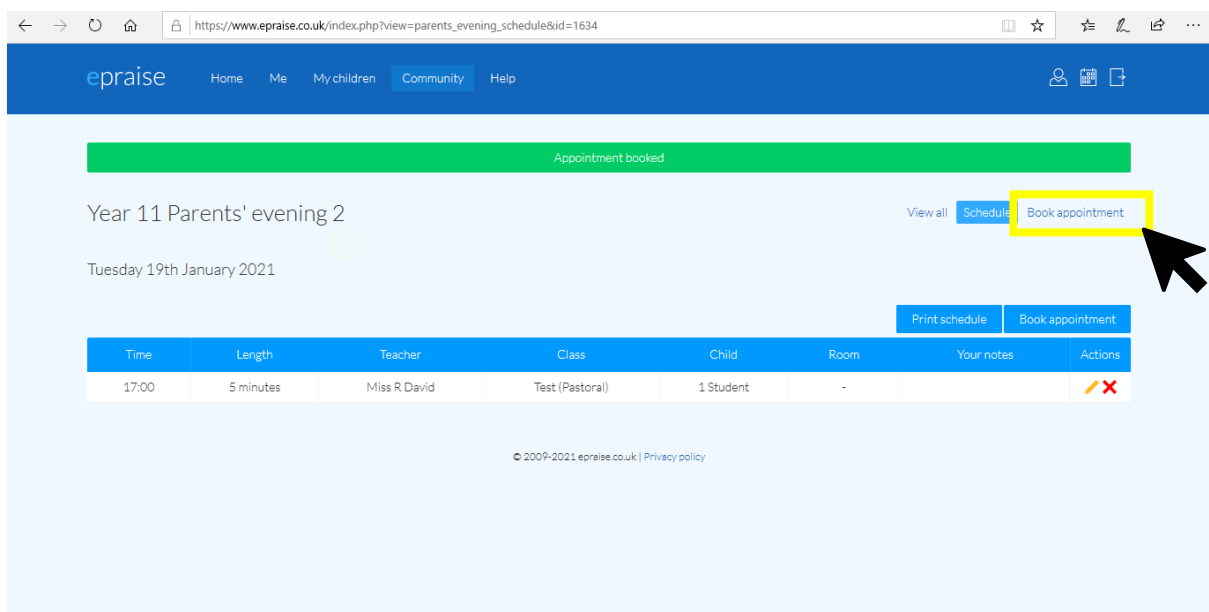 https://www.epraise.co.uk/index.php?view=parents_evening_schedule&id=1634
epraise Home Me My children Community Help
Appointment booked
Year 11 Parents' evening 2 View all Schedule Book appointment
Tuesday 19th January 2021
Print schedule Book appointment
Time Length Teacher Class Child Room Your notes Actions
17:00 5 minutes Miss R David Test (Pastoral) 1 Student -
© 2009-2021 epraise.co.uk | Privacy policy